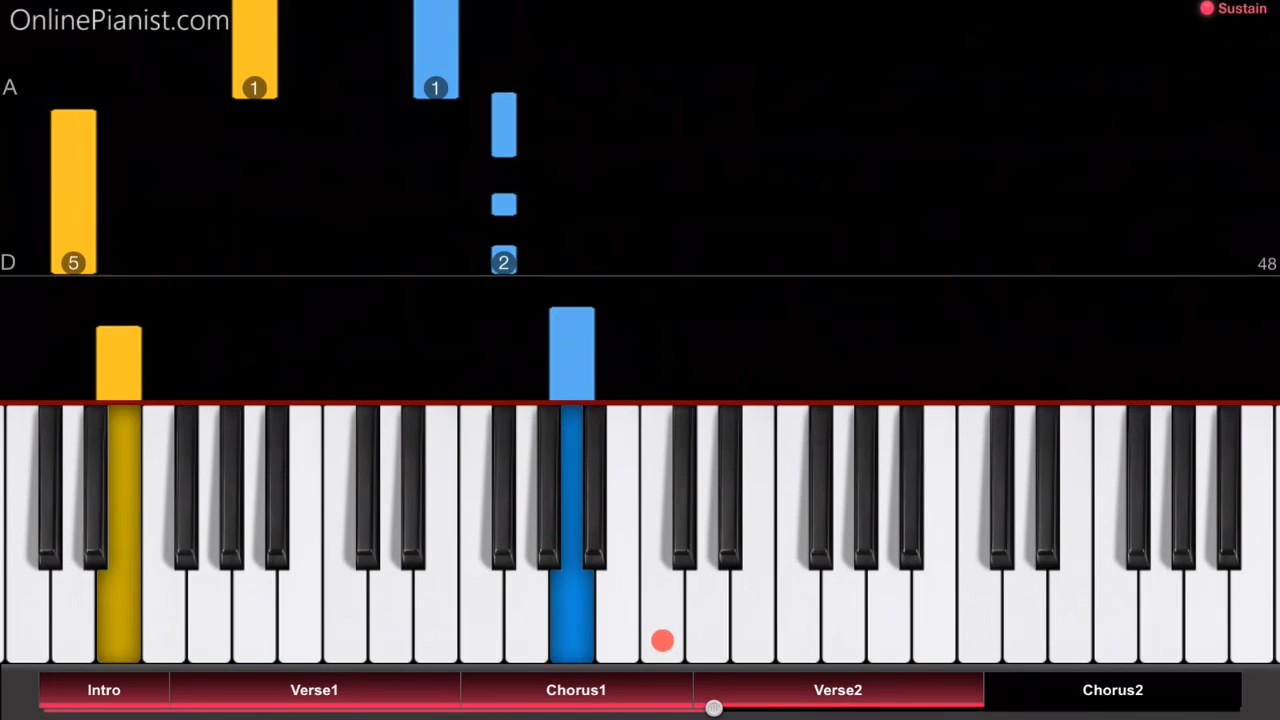 OnlinePianist.com
Sustain
A
1
1
D
5
2
48
Intro
Verse1
Chorus1
Verse2
Chorus2